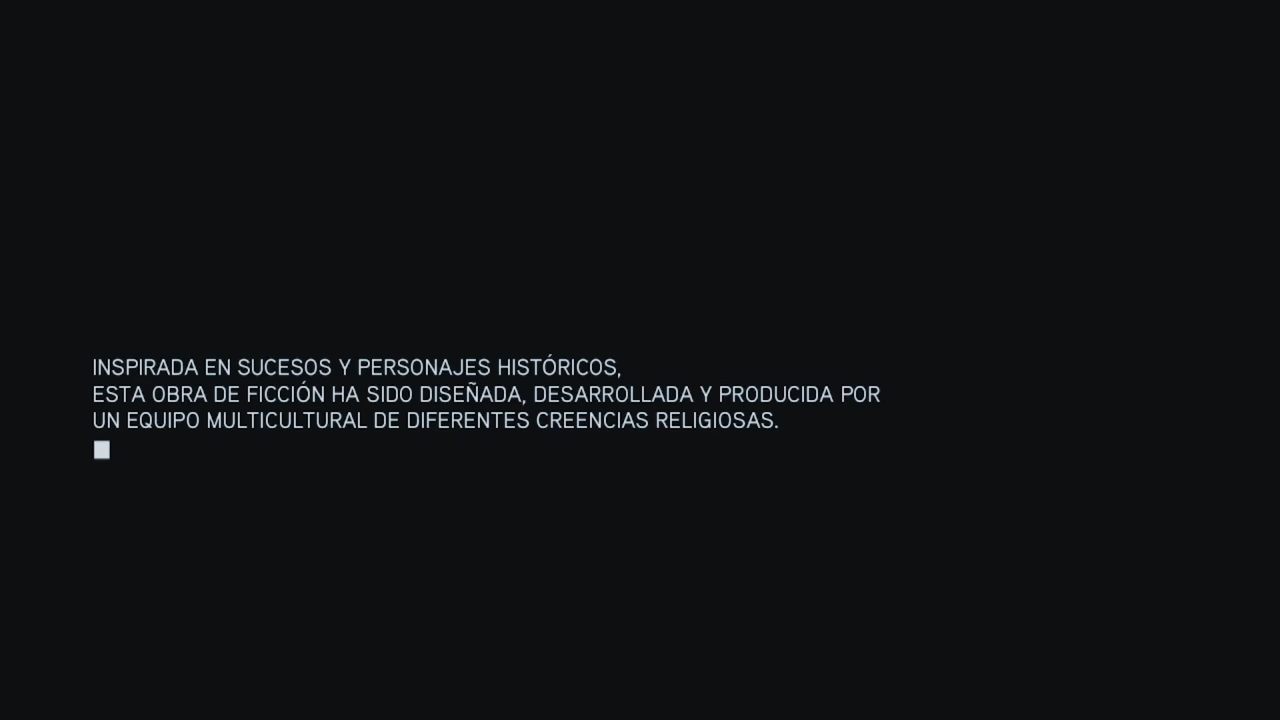 INSPIRADA EN SUCESOS Y PERSONAJES HISTÓRICOS,
ESTA OBRA DE FICCIÓN HA SIDO DISEÑADA, DESARROLLADA Y PRODUCIDA POR
UN EQUIPO MULTICULTURAL DE DIFERENTES CREENCIAS RELIGIOSAS.